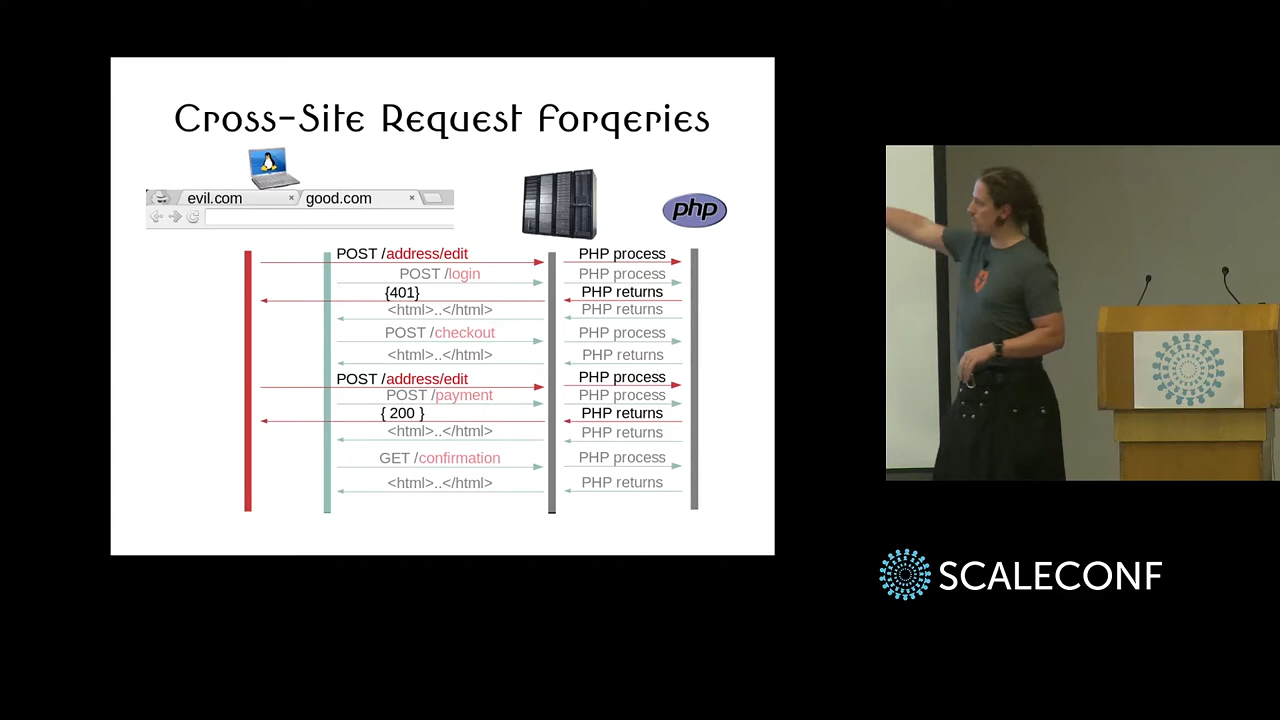 Cross-Site Request Forgeries
evil.com × good.com ×
php
POST /address/edit PHP process
POST /login PHP process
{401} PHP returns
<html>..</html> PHP returns
POST /checkout PHP process
<html>..</html> PHP returns
POST /address/edit PHP process
POST /payment PHP process
{ 200 } PHP returns
<html>..</html> PHP returns
GET /confirmation PHP process
<html>..</html> PHP returns
SCALECONF